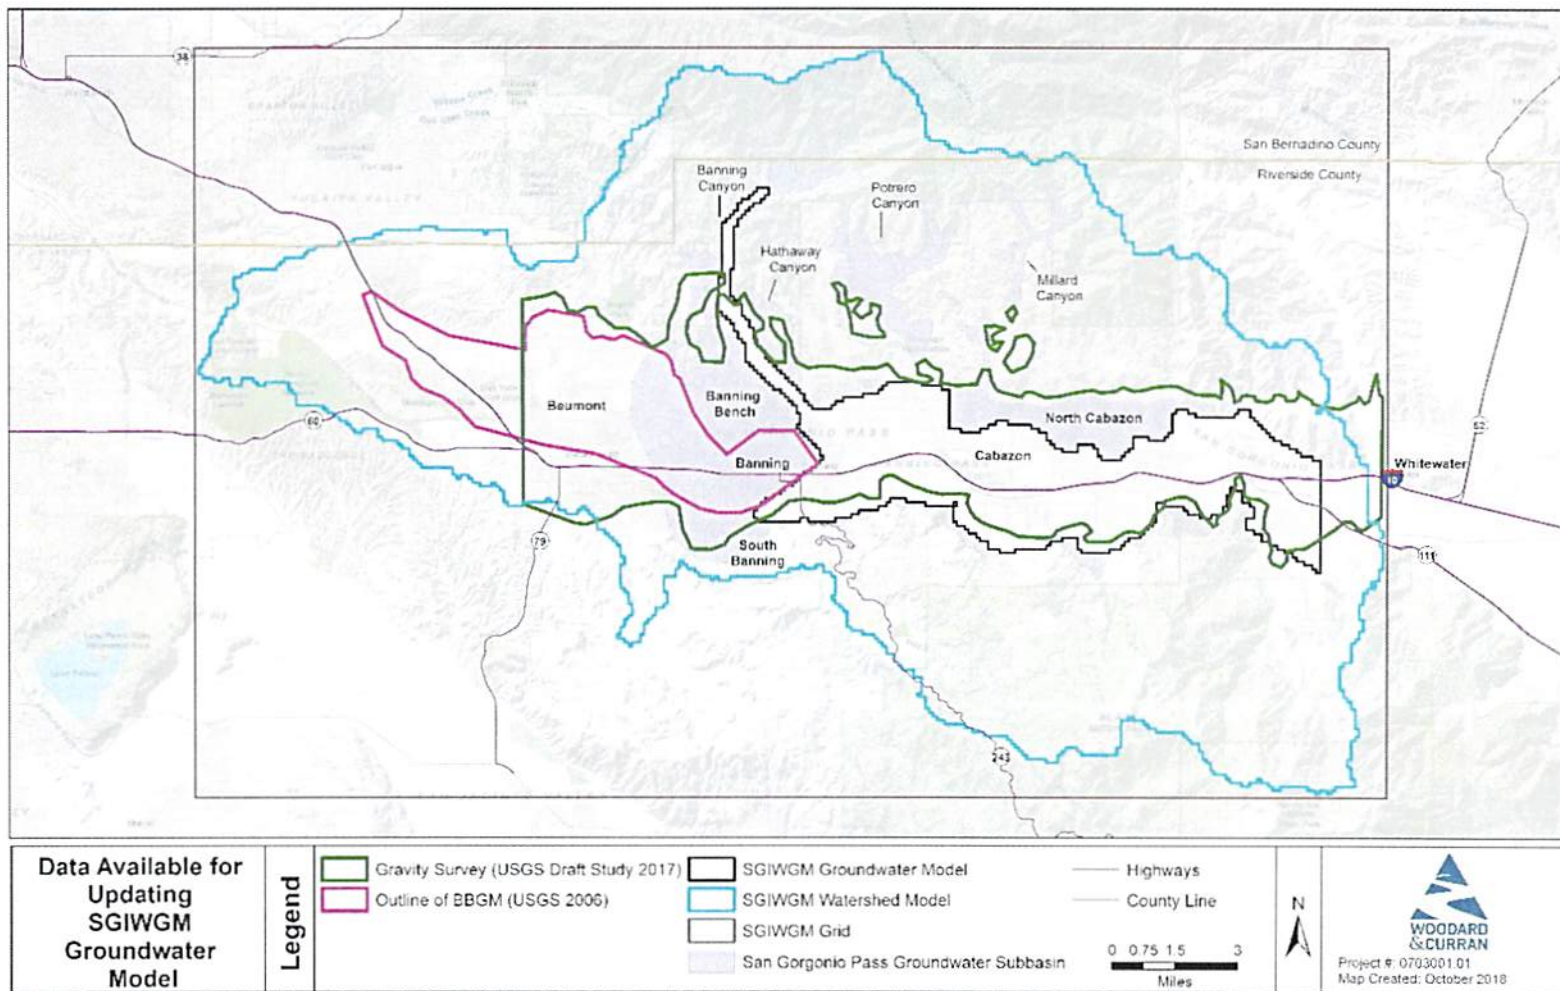 38
San Bernadino County
Riverside County
Banning
Canyon
Potrero
Canyon
Hathaway
Canyon
Millard
Canyon
Beumont
Banning
Bench
North Cabazon
Cabazon
60
62
Banning
Whitewater
10
South
Banning
79
111
243
Data Available for
Updating
SGIWGM
Groundwater
Model
Legend
Gravity Survey (USGS Draft Study 2017)
Outline of BBGM (USGS 2006)
SGIWGM Groundwater Model
SGIWGM Watershed Model
SGIWGM Grid
San Gorgonio Pass Groundwater Subbasin
Highways
County Line
0 0.75 1.5 3
Miles
N
WOODARD
&CURRAN
Project #: 0703001.01
Map Created: October 2018